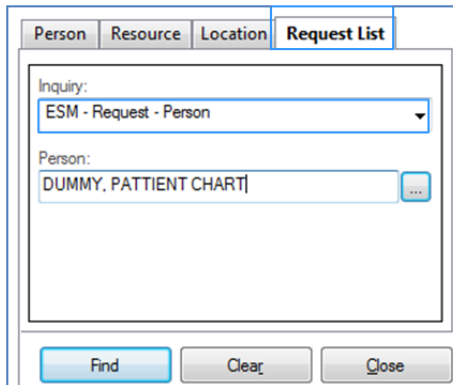 Person Resource Location Request List
Inquiry:
ESM - Request - Person
Person:
DUMMY, PATTIENT CHART
...
Find Clear Close